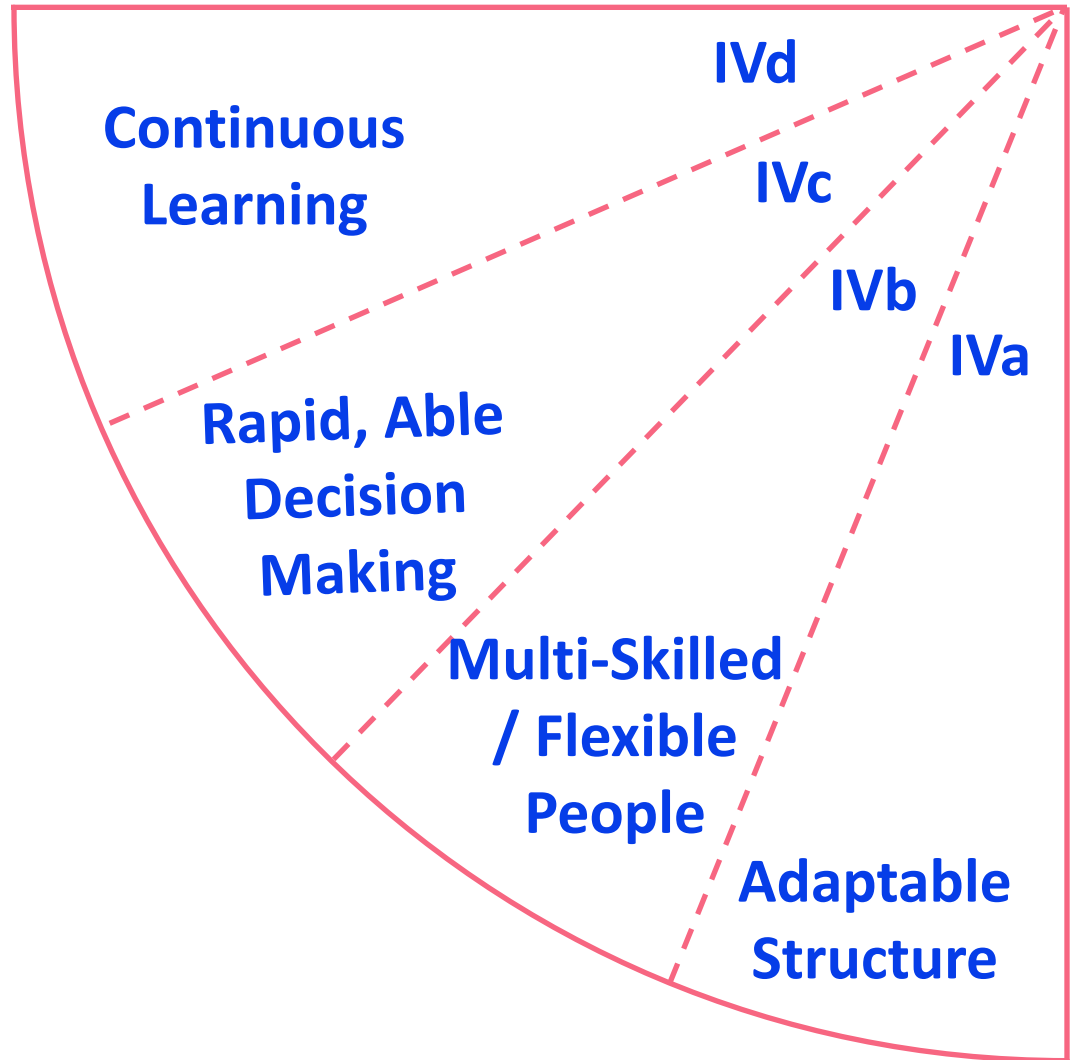 IVd
Continuous
Learning
IVc
IVb
IVa
Rapid, Able
Decision
Making
Multi-Skilled
/ Flexible
People
Adaptable
Structure